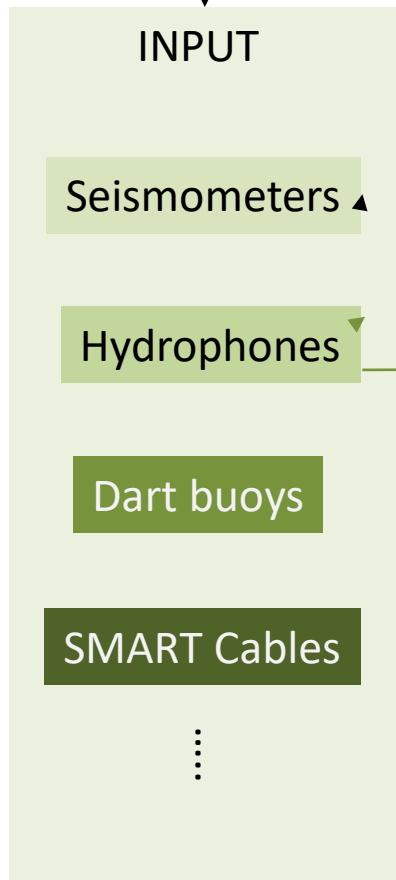 INPUT
Seismometers
Hydrophones
Dart buoys
SMART Cables